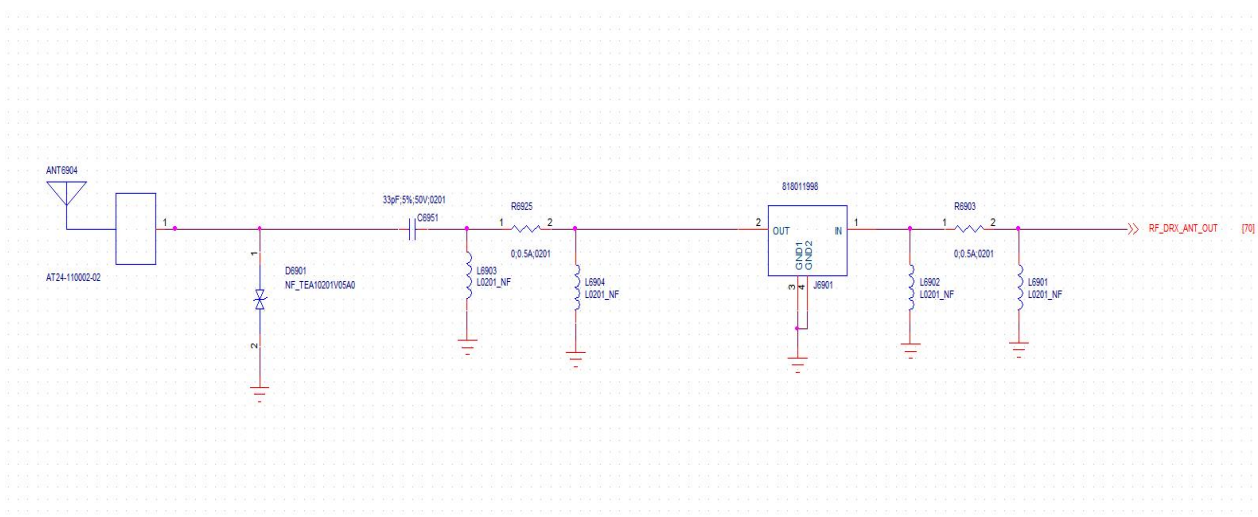 ANT6904
1
AT24-110002-02
1
D6901
NF_TEA10201V05A0
2
33pF;5%;50V;0201
C6951
L6903
L0201_NF
R6925
1
2
0;0.5A;0201
L6904
L0201_NF
818011998
2
OUT
IN
1
GND1
GND2
3
4
J6901
R6903
1
2
0;0.5A;0201
L6902
L0201_NF
L6901
L0201_NF
RF_DRX_ANT_OUT
[70]